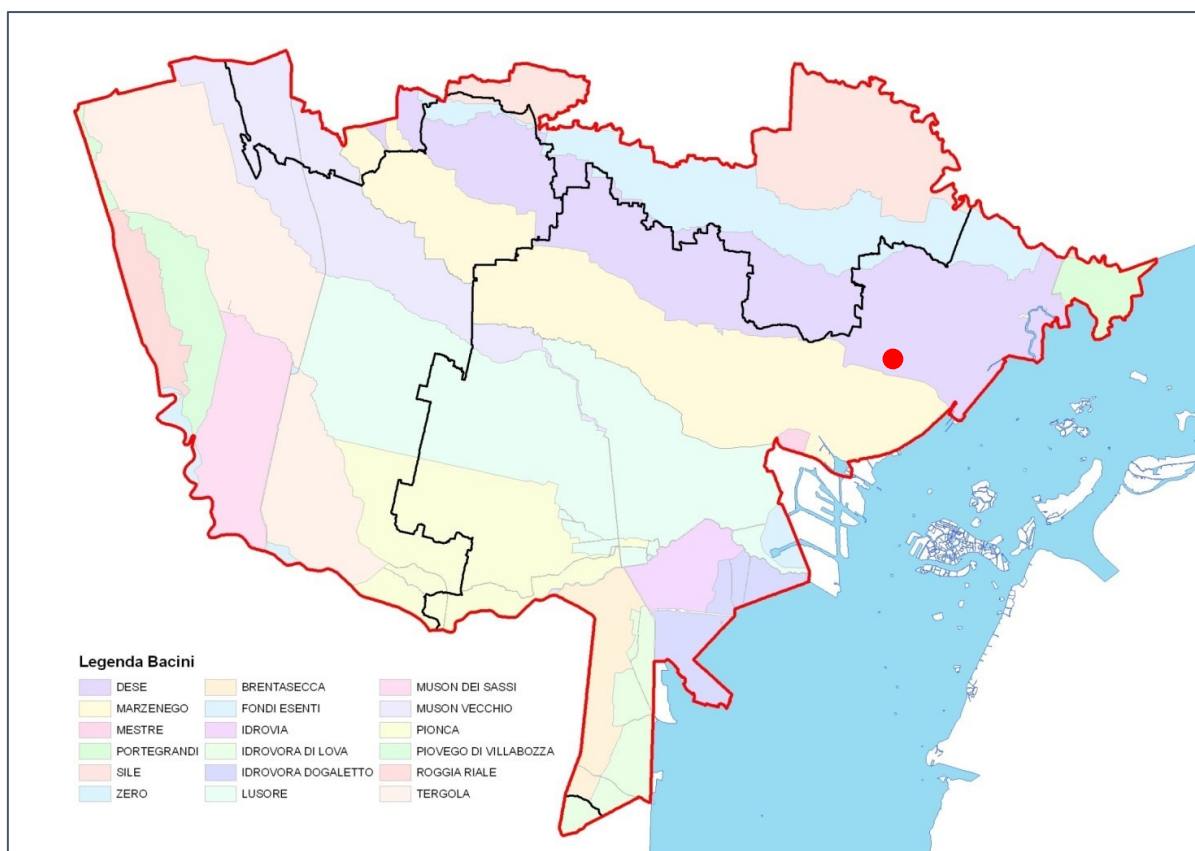 Legenda Bacini
DESE
MARZENEGO
MESTRE
PORTEGRANDI
SILE
ZERO
BRENTASECCA
FONDI ESENTI
IDROVIA
IDROVORA DI LOVA
IDROVORA DOGALETTO
LUSORE
MUSON DEI SASSI
MUSON VECCHIO
PIONCA
PIOVEGO DI VILLABOZZA
ROGGIA RIALE
TERGOLA